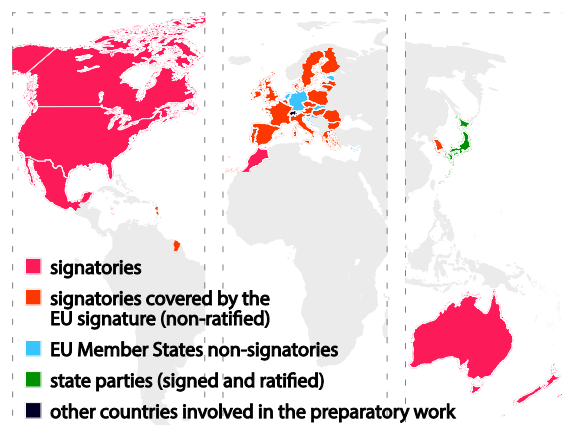 signatories
signatories covered by the
EU signature (non-ratified)
EU Member States non-signatories
state parties (signed and ratified)
other countries involved in the preparatory work